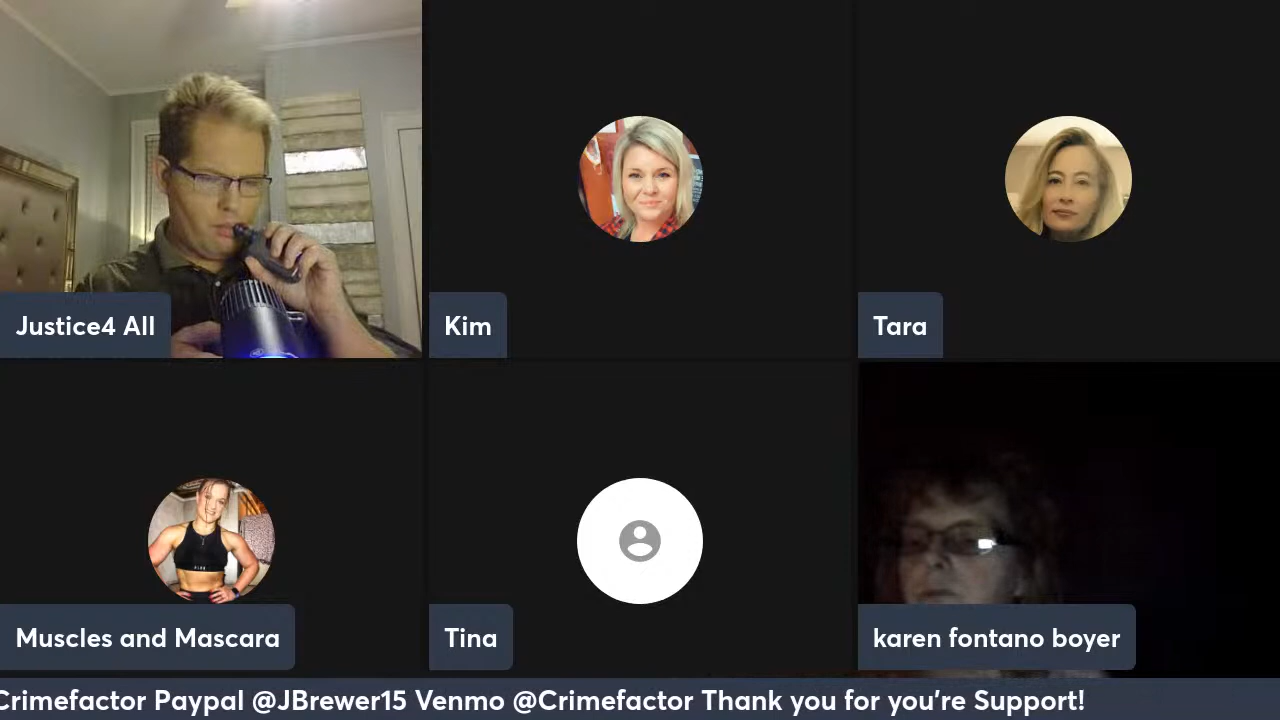 Justice4 All
Kim
Tara
Muscles and Mascara
Tina
karen fontano boyer
Crimefactor Paypal @JBrewer15 Venmo @Crimefactor Thank you for you're Support!